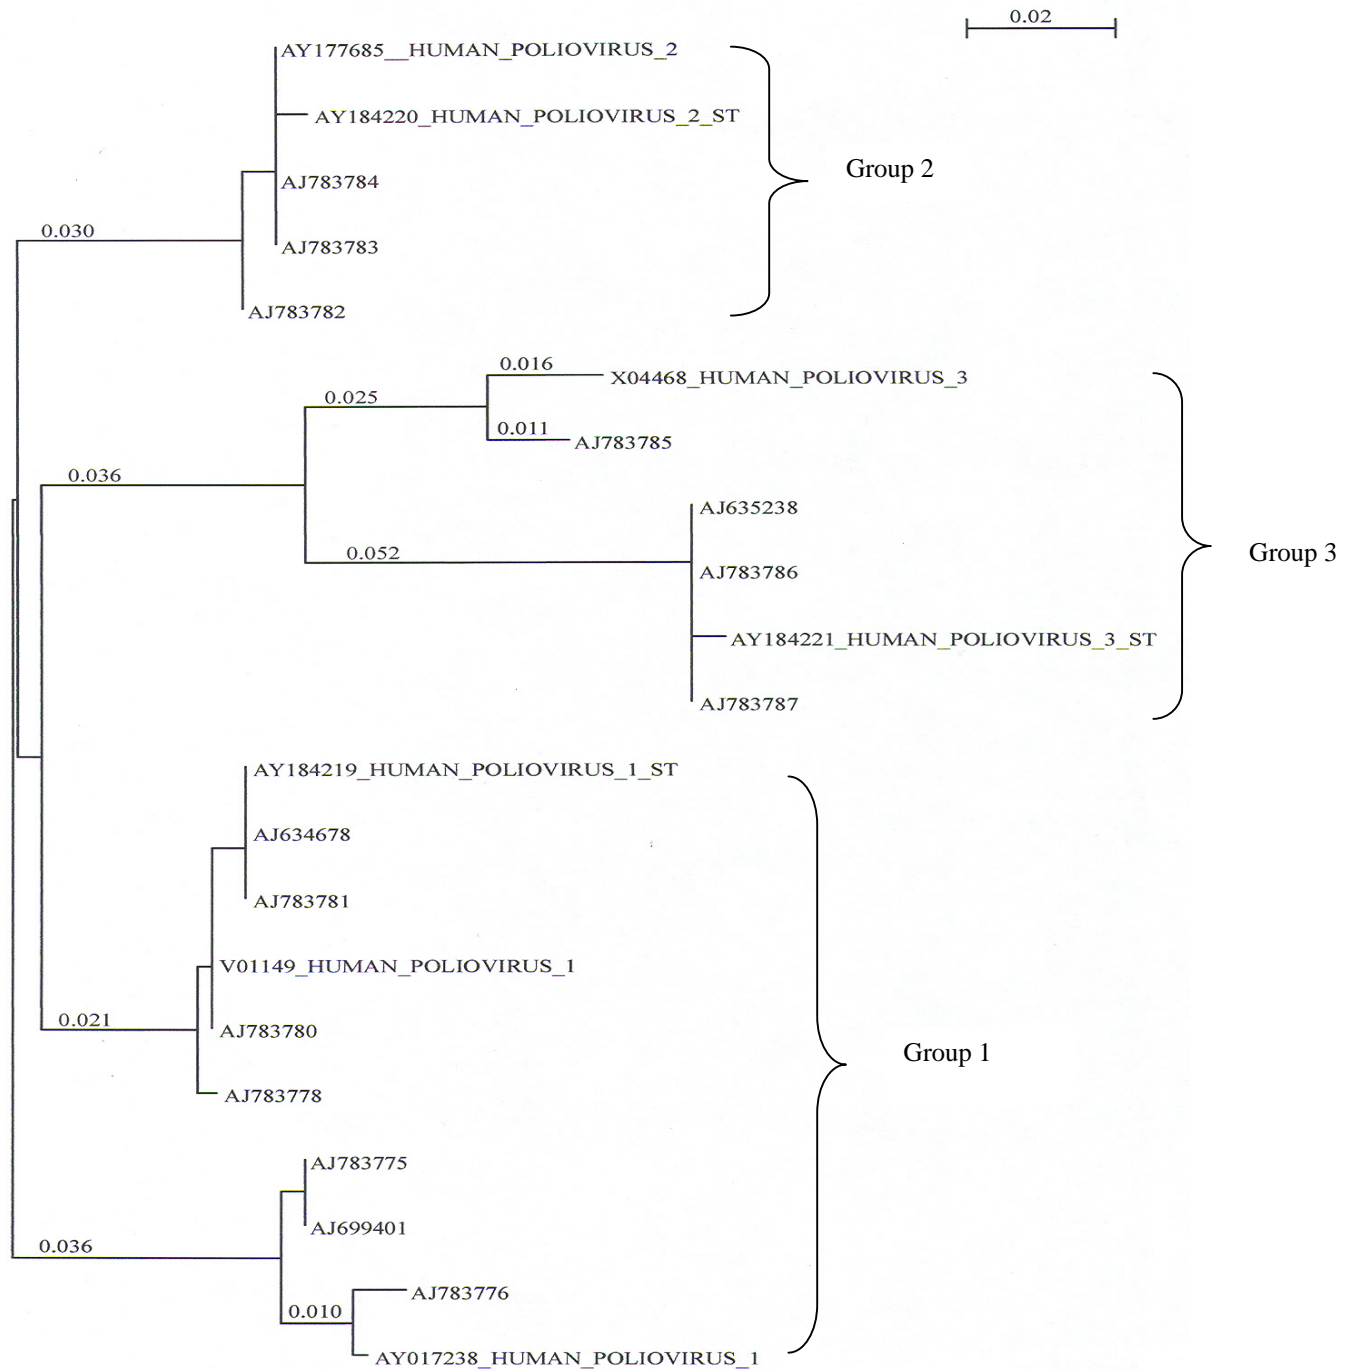 0.02
AY177685__HUMAN_POLIOVIRUS_2
AY184220_HUMAN_POLIOVIRUS_2_ST
Group 2
AJ783784
0.030
AJ783783
AJ783782
0.016
X04468_HUMAN_POLIOVIRUS_3
0.025
0.011
AJ783785
0.036
AJ635238
0.052
Group 3
AJ783786
AY184221_HUMAN_POLIOVIRUS_3_ST
AJ783787
AY184219_HUMAN_POLIOVIRUS_1_ST
AJ634678
AJ783781
V01149_HUMAN_POLIOVIRUS_1
0.021
AJ783780
Group 1
AJ783778
AJ783775
AJ699401
0.036
AJ783776
0.010
AY017238_HUMAN_POLIOVIRUS_1